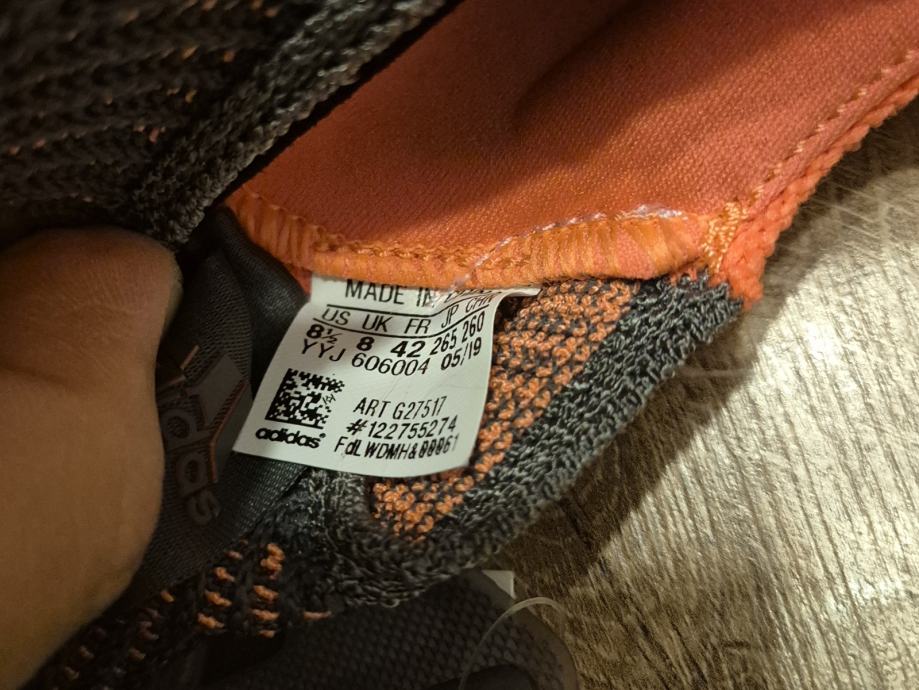 MADE IN
US UK FR JP CHN
8½ 8 42 265 260
YYJ 606004 05/19
ART G27517
#122755274
adidas®
adidas